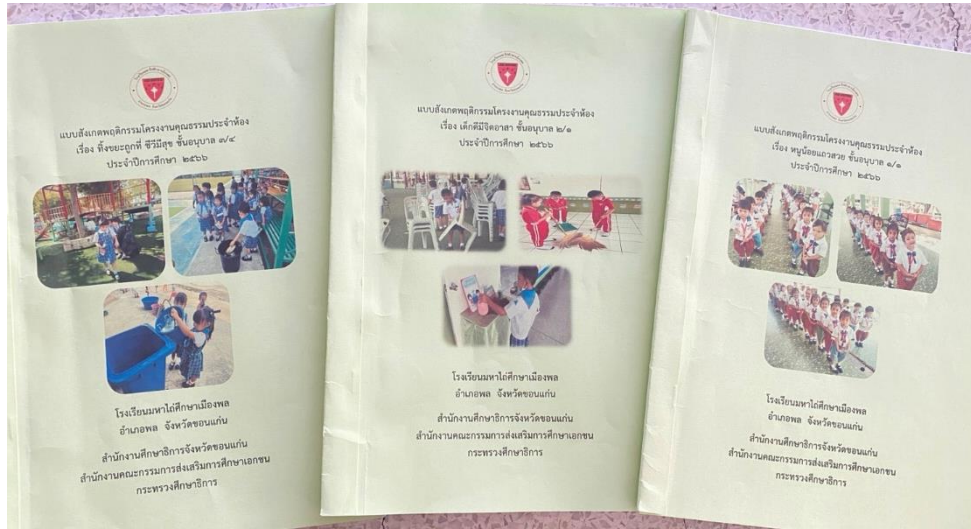 แบบสังเกตพฤติกรรมโครงงานคุณธรรมประจำห้อง
เรื่อง ทิ้งขยะถูกที่ ชีวีมีสุข ชั้นอนุบาล ๓/๔
ประจำปีการศึกษา ๒๕๖๖
โรงเรียนมหาไถ่ศึกษาเมืองพล
อำเภอพล จังหวัดขอนแก่น
สำนักงานศึกษาธิการจังหวัดขอนแก่น
สำนักงานคณะกรรมการส่งเสริมการศึกษาเอกชน
กระทรวงศึกษาธิการ
แบบสังเกตพฤติกรรมโครงงานคุณธรรมประจำห้อง
เรื่อง เด็กดีมีจิตอาสา ชั้นอนุบาล ๒/๑
ประจำปีการศึกษา ๒๕๖๖
โรงเรียนมหาไถ่ศึกษาเมืองพล
อำเภอพล จังหวัดขอนแก่น
สำนักงานศึกษาธิการจังหวัดขอนแก่น
สำนักงานคณะกรรมการส่งเสริมการศึกษาเอกชน
กระทรวงศึกษาธิการ
แบบสังเกตพฤติกรรมโครงงานคุณธรรมประจำห้อง
เรื่อง หนูน้อยแถวสวย ชั้นอนุบาล ๑/๑
ประจำปีการศึกษา ๒๕๖๖
โรงเรียนมหาไถ่ศึกษาเมืองพล
อำเภอพล จังหวัดขอนแก่น
สำนักงานศึกษาธิการจังหวัดขอนแก่น
สำนักงานคณะกรรมการส่งเสริมการศึกษาเอกชน
กระทรวงศึกษาธิการ